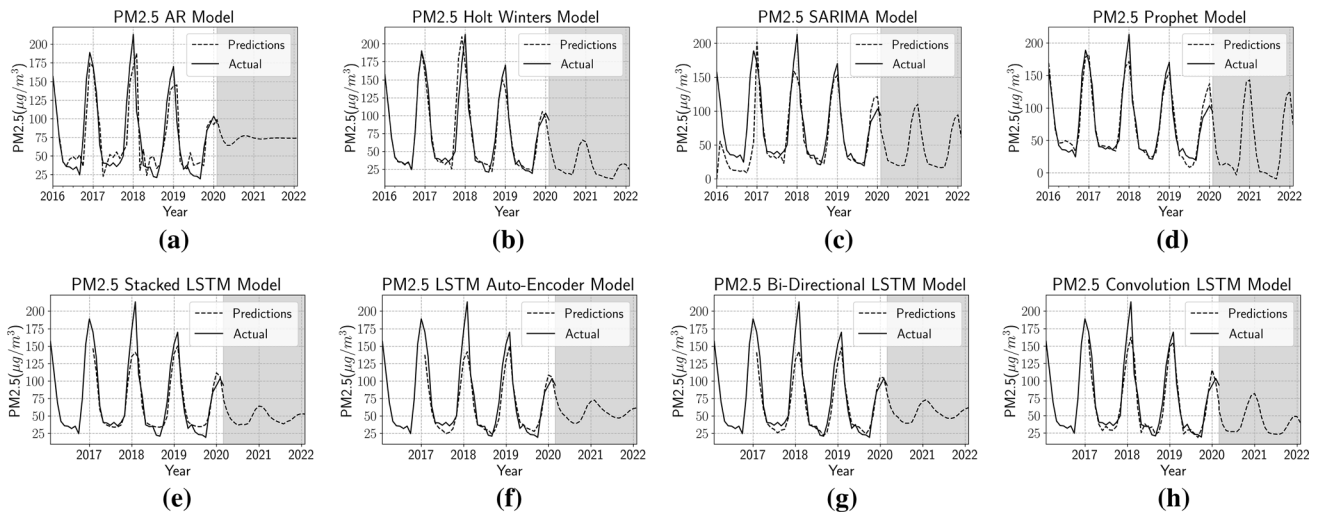 PM2.5 AR Model
PM2.5(μg/m³)
200
175
150
125
100
75
50
25
Predictions
Actual
2016 2017 2018 2019 2020 2021 2022
Year
(a)
PM2.5 Holt Winters Model
PM2.5(μg/m³)
200
175
150
125
100
75
50
25
Predictions
Actual
2016 2017 2018 2019 2020 2021 2022
Year
(b)
PM2.5 SARIMA Model
PM2.5(μg/m³)
200
150
100
50
0
Predictions
Actual
2016 2017 2018 2019 2020 2021 2022
Year
(c)
PM2.5 Prophet Model
PM2.5(μg/m³)
200
150
100
50
0
Predictions
Actual
2016 2017 2018 2019 2020 2021 2022
Year
(d)
PM2.5 Stacked LSTM Model
PM2.5(μg/m³)
200
175
150
125
100
75
50
25
Predictions
Actual
2017 2018 2019 2020 2021 2022
Year
(e)
PM2.5 LSTM Auto-Encoder Model
PM2.5(μg/m³)
200
175
150
125
100
75
50
25
Predictions
Actual
2017 2018 2019 2020 2021 2022
Year
(f)
PM2.5 Bi-Directional LSTM Model
PM2.5(μg/m³)
200
175
150
125
100
75
50
25
Predictions
Actual
2017 2018 2019 2020 2021 2022
Year
(g)
PM2.5 Convolution LSTM Model
PM2.5(μg/m³)
200
175
150
125
100
75
50
25
Predictions
Actual
2017 2018 2019 2020 2021 2022
Year
(h)